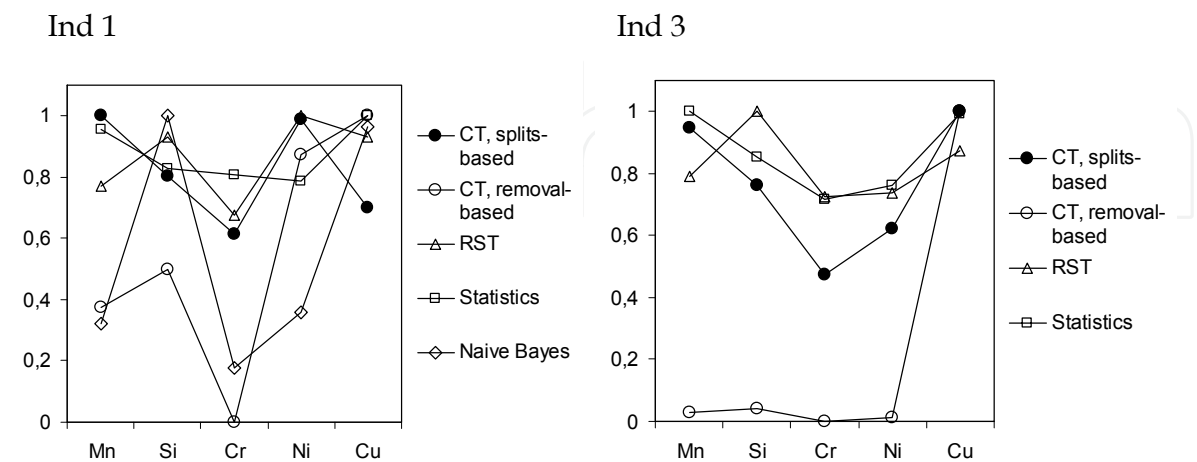 Ind 1
1
0,8
0,6
0,4
0,2
0
Mn Si Cr Ni Cu
CT, splits-
based
CT, removal-
based
RST
Statistics
Naive Bayes
Ind 3
1
0,8
0,6
0,4
0,2
0
Mn Si Cr Ni Cu
CT, splits-
based
CT, removal-
based
RST
Statistics